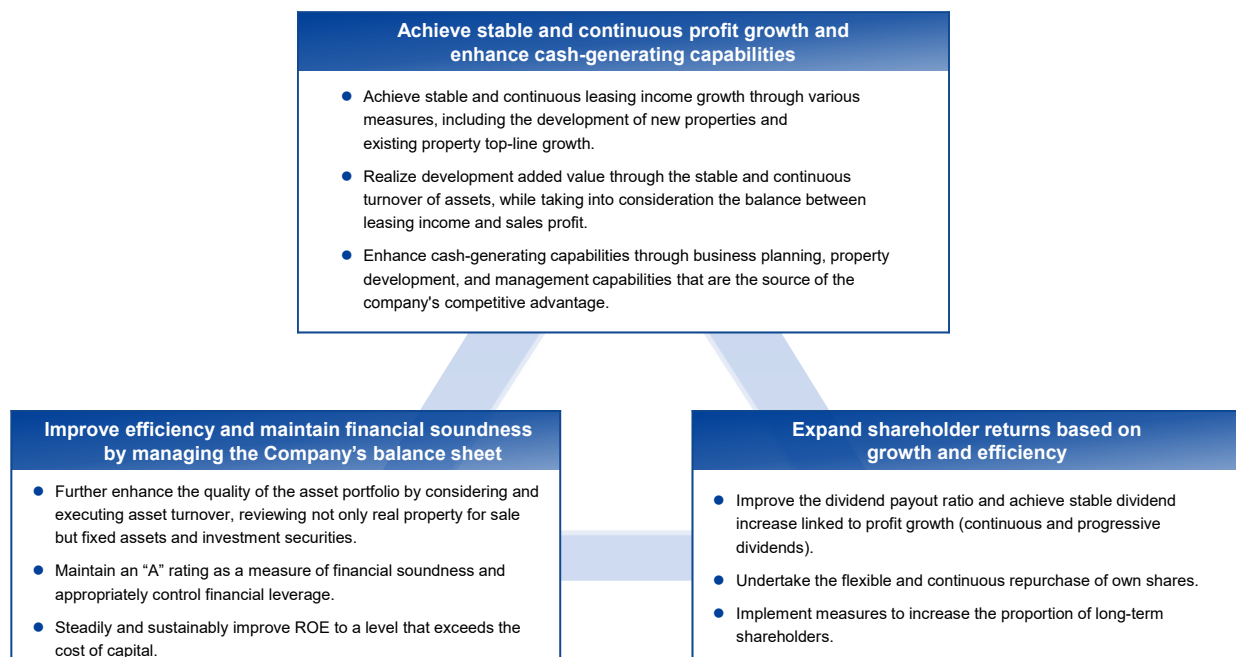 Achieve stable and continuous profit growth and
enhance cash-generating capabilities
● Achieve stable and continuous leasing income growth through various
measures, including the development of new properties and
existing property top-line growth.
● Realize development added value through the stable and continuous
turnover of assets, while taking into consideration the balance between
leasing income and sales profit.
● Enhance cash-generating capabilities through business planning, property
development, and management capabilities that are the source of the
company's competitive advantage.
Improve efficiency and maintain financial soundness
by managing the Company’s balance sheet
● Further enhance the quality of the asset portfolio by considering and
executing asset turnover, reviewing not only real property for sale
but fixed assets and investment securities.
● Maintain an “A” rating as a measure of financial soundness and
appropriately control financial leverage.
● Steadily and sustainably improve ROE to a level that exceeds the
cost of capital.
Expand shareholder returns based on
growth and efficiency
● Improve the dividend payout ratio and achieve stable dividend
increase linked to profit growth (continuous and progressive
dividends).
● Undertake the flexible and continuous repurchase of own shares.
● Implement measures to increase the proportion of long-term
shareholders.